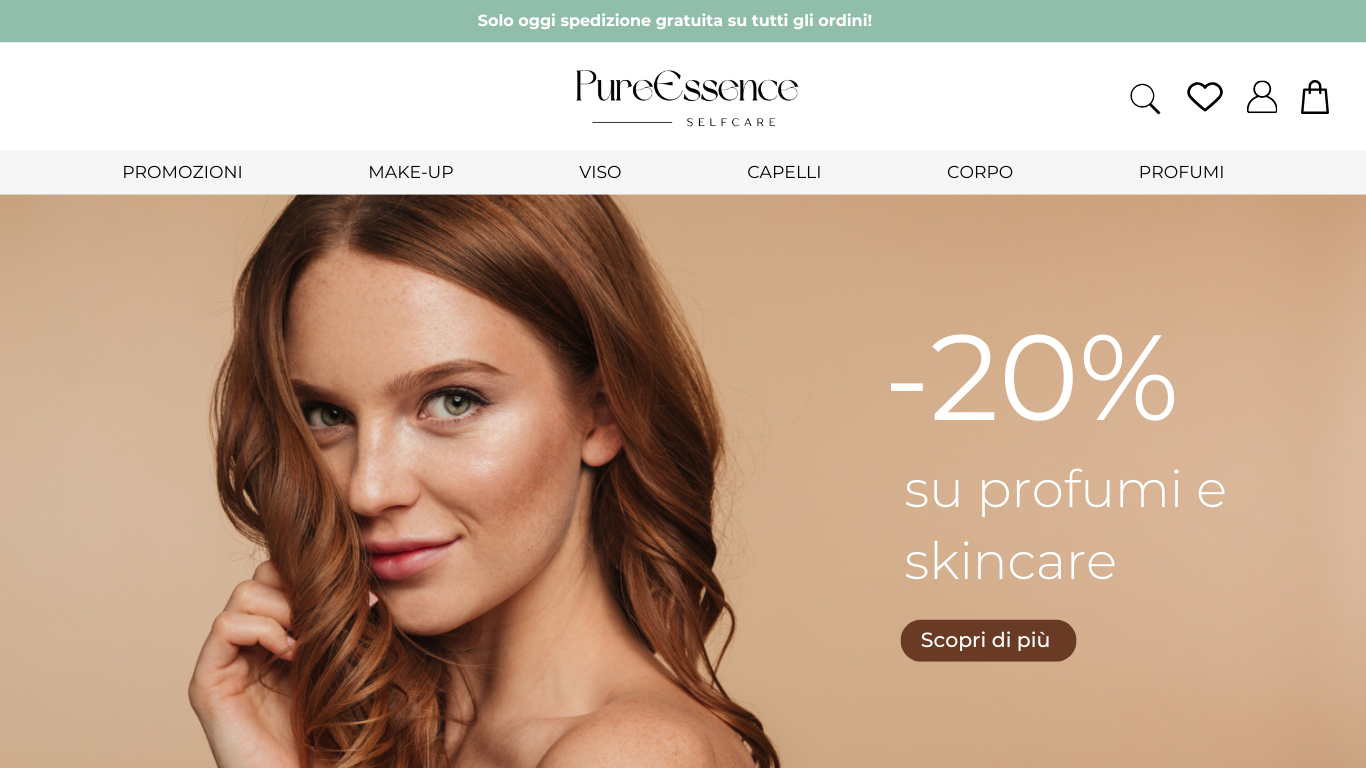 Solo oggi spedizione gratuita su tutti gli ordini!
PureEssence
SELFCARE
PROMOZIONI MAKE-UP VISO CAPELLI CORPO PROFUMI
-20%
su profumi e
skincare
Scopri di più